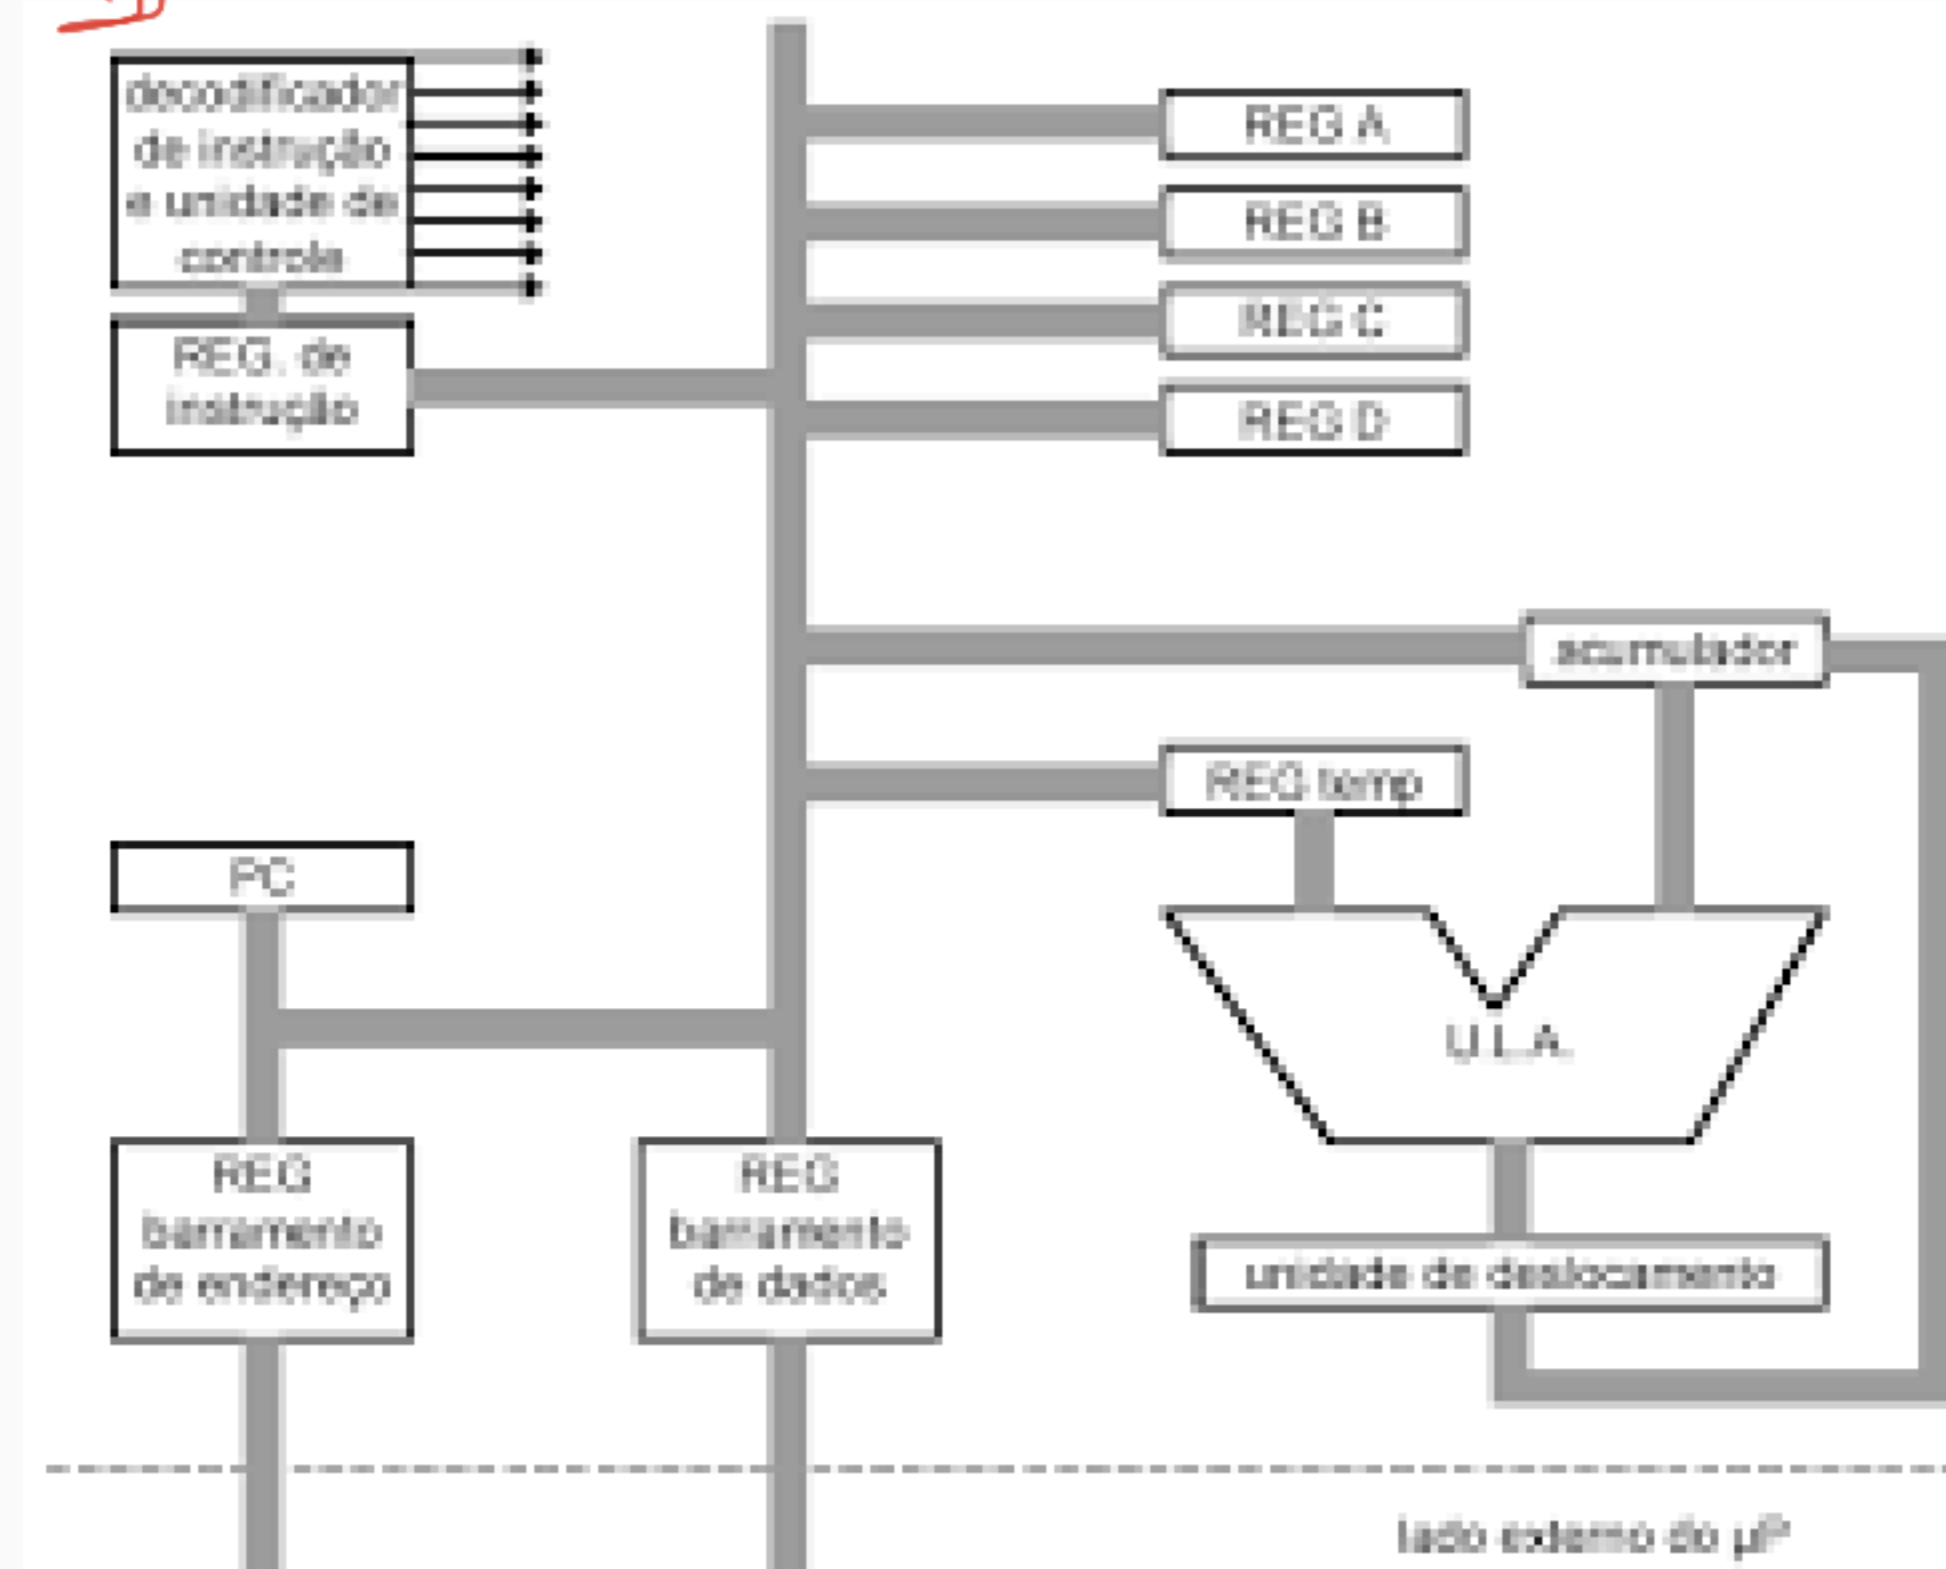 decodificador
de instrução
e unidade de
controle
REG. de
instrução
REG A
REG B
REG C
REG D
acumulador
REG temp
PC
U.L.A.
REG
barramento
de endereço
REG
barramento
de dados
unidade de deslocamento
lado externo do µP